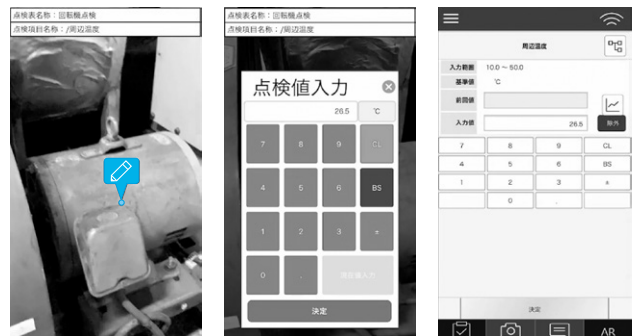 点検表名称:回転機点検
点検項目名称:/周辺温度
点検表名称:回転機点検
点検項目名称:/周辺温度
点検値入力
26.5 ℃
7 8 9 CL
4 5 6 BS
1 2 3
0 .
決定
周辺温度
入力範囲 10.0 ~ 50.0
基準値 ℃
前回値
入力値 26.5 除外
7 8 9 CL
4 5 6 BS
1 2 3 ±
0 .
決定
AR